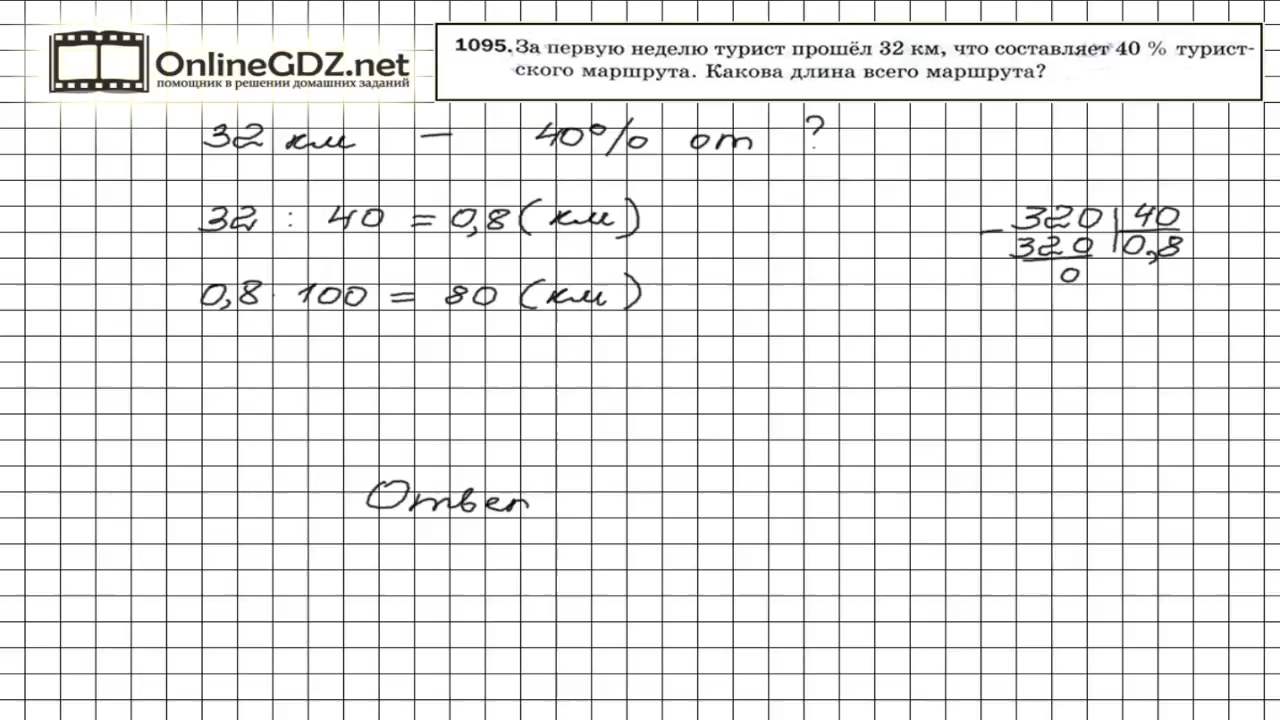 OnlineGDZ.net
помощник в решении домашних заданий
1095. За первую неделю турист прошёл 32 км, что составляет 40 % турист-
ского маршрута. Какова длина всего маршрута?
32 км — 40% от ?
32 : 40 = 0,8 (км)
0,8 · 100 = 80 (км)
– 320 | 40
320 | 0,8
0
Ответ